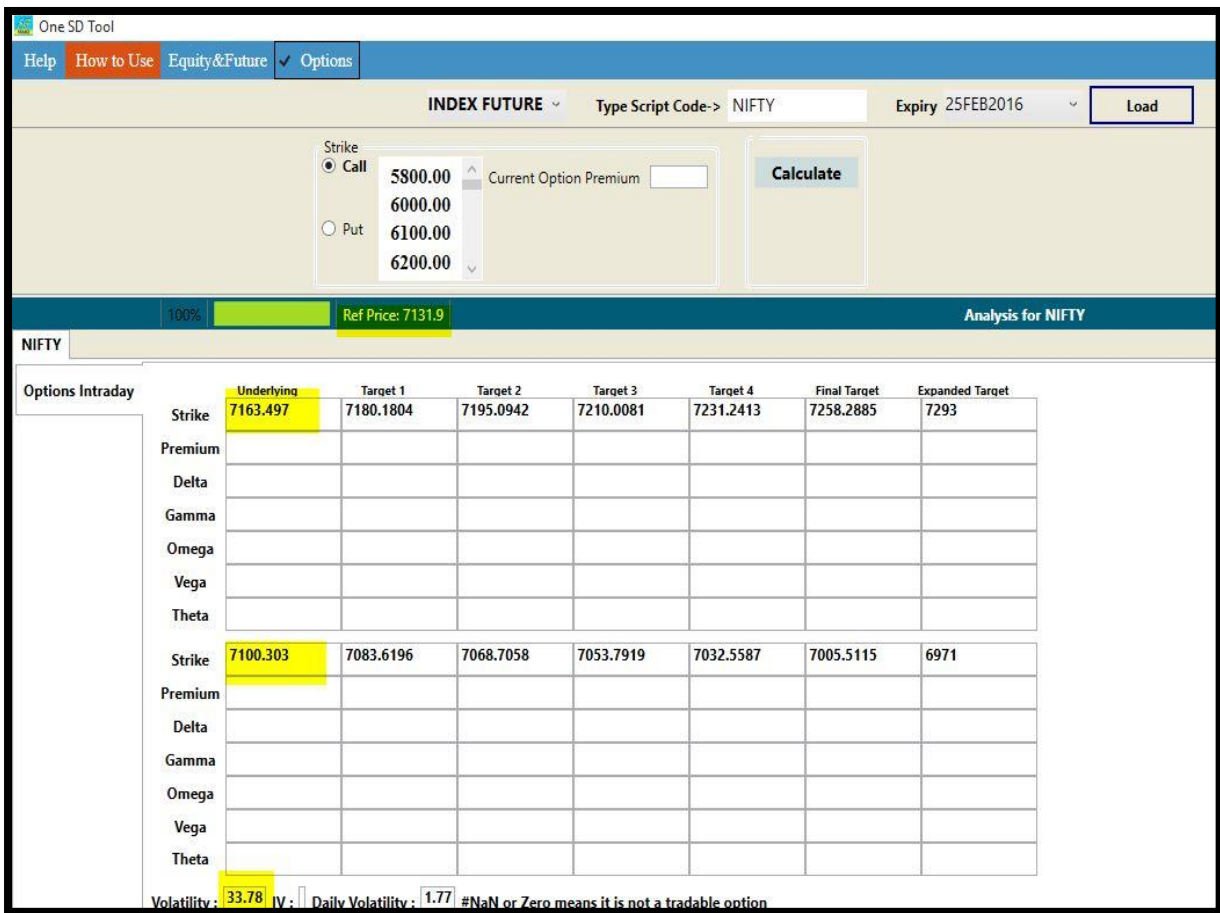 One SD Tool
Help How to Use Equity&Future ✓ Options
INDEX FUTURE Type Script Code-> NIFTY Expiry 25FEB2016 Load
Strike
Call 5800.00 Current Option Premium Calculate
6000.00
Put 6100.00
6200.00
100% Ref Price: 7131.9 Analysis for NIFTY
NIFTY
Options Intraday Underlying Target 1 Target 2 Target 3 Target 4 Final Target Expanded Target
Strike 7163.497 7180.1804 7195.0942 7210.0081 7231.2413 7258.2885 7293
Premium
Delta
Gamma
Omega
Vega
Theta
Strike 7100.303 7083.6196 7068.7058 7053.7919 7032.5587 7005.5115 6971
Premium
Delta
Gamma
Omega
Vega
Theta
Volatility : 33.78 IV : Daily Volatility : 1.77 #NaN or Zero means it is not a tradable option